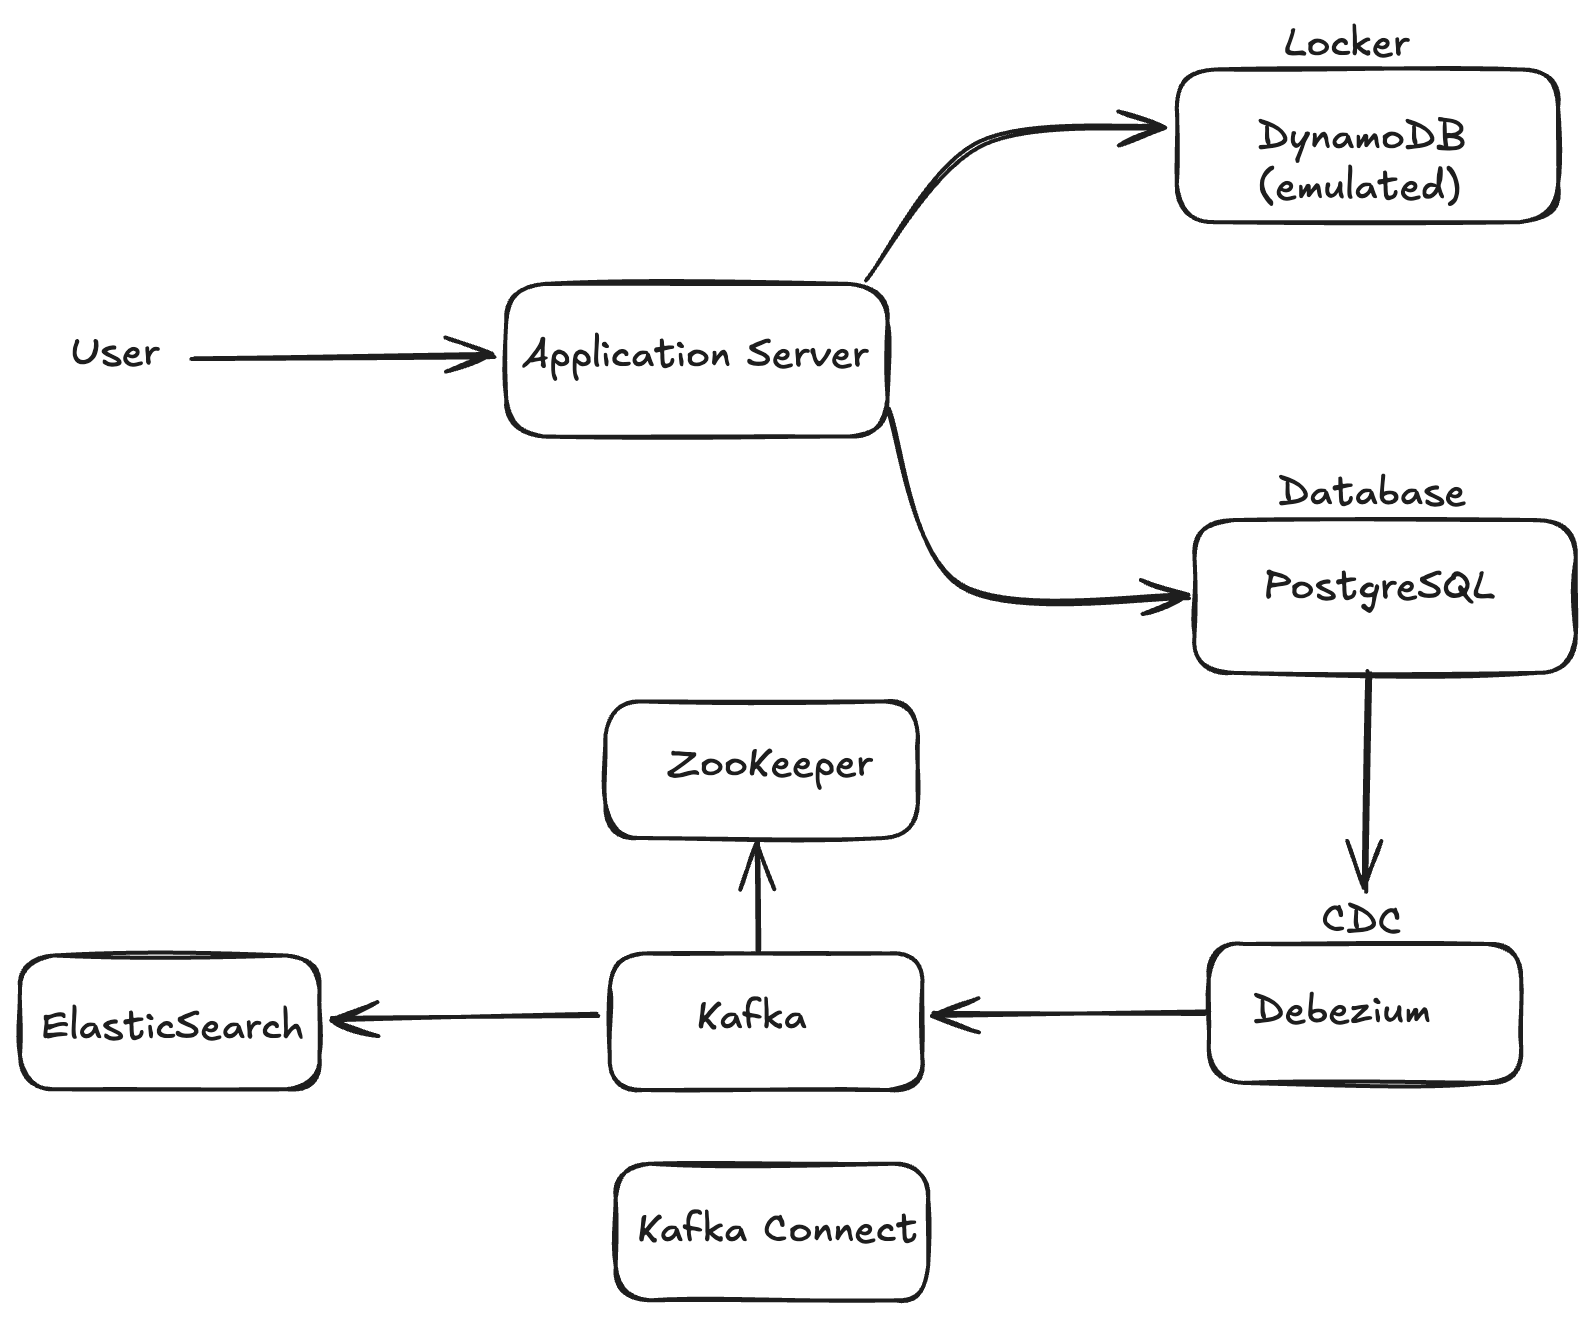 Locker
DynamoDB
(emulated)
User
Application Server
Database
PostgreSQL
ZooKeeper
CDC
ElasticSearch
Kafka
Debezium
Kafka Connect